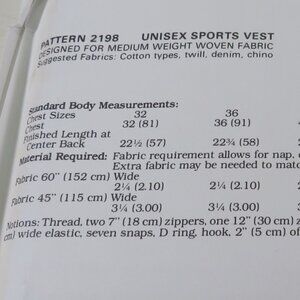 PATTERN 2198 UNISEX SPORTS VEST
DESIGNED FOR MEDIUM WEIGHT WOVEN FABRIC
Suggested Fabrics: Cotton types, twill, denim, chino
Standard Body Measurements:
Chest Sizes 32 36
Chest 32 (81) 36 (91)
Finished Length at
Center Back 22½ (57) 22¾ (58)
Material Required: Fabric requirement allows for nap,
Extra fabric may be needed to match
Fabric 60" (152 cm) Wide
2¼ (2.10) 2¼ (2.10)
Fabric 45" (115 cm) Wide
3¼ (3.00) 3¼ (3.00)
Notions: Thread, two 7" (18 cm) zippers, one 12" (30 cm)
cm) wide elastic, seven snaps, D ring, hook, 2" (5 cm) of